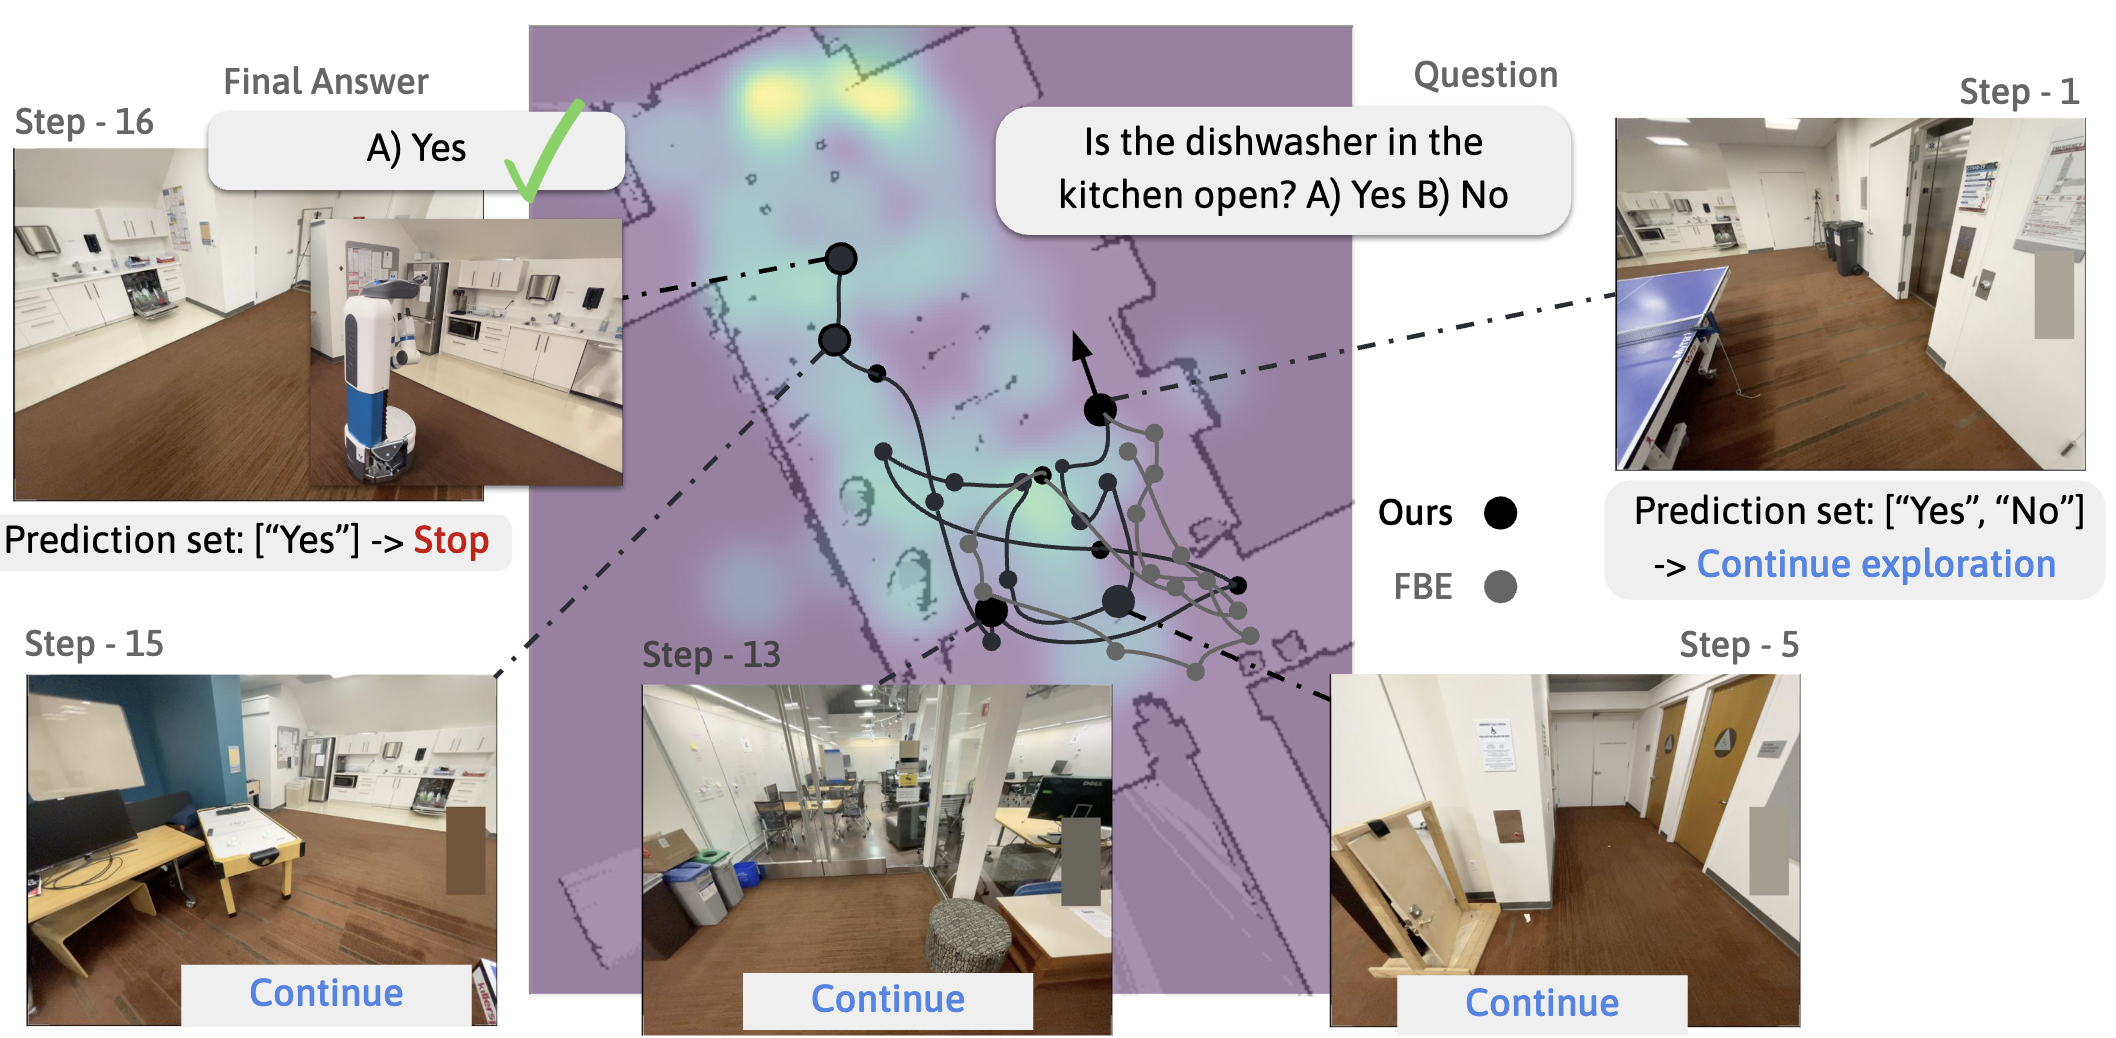 Final Answer
Step - 16
A) Yes
Question
Is the dishwasher in the
kitchen open? A) Yes B) No
Step - 1
Prediction set: ["Yes"] -> Stop
Ours
FBE
Prediction set: ["Yes", "No"]
-> Continue exploration
Step - 15
Continue
Step - 13
DELL
Continue
Step - 5
Continue
killers